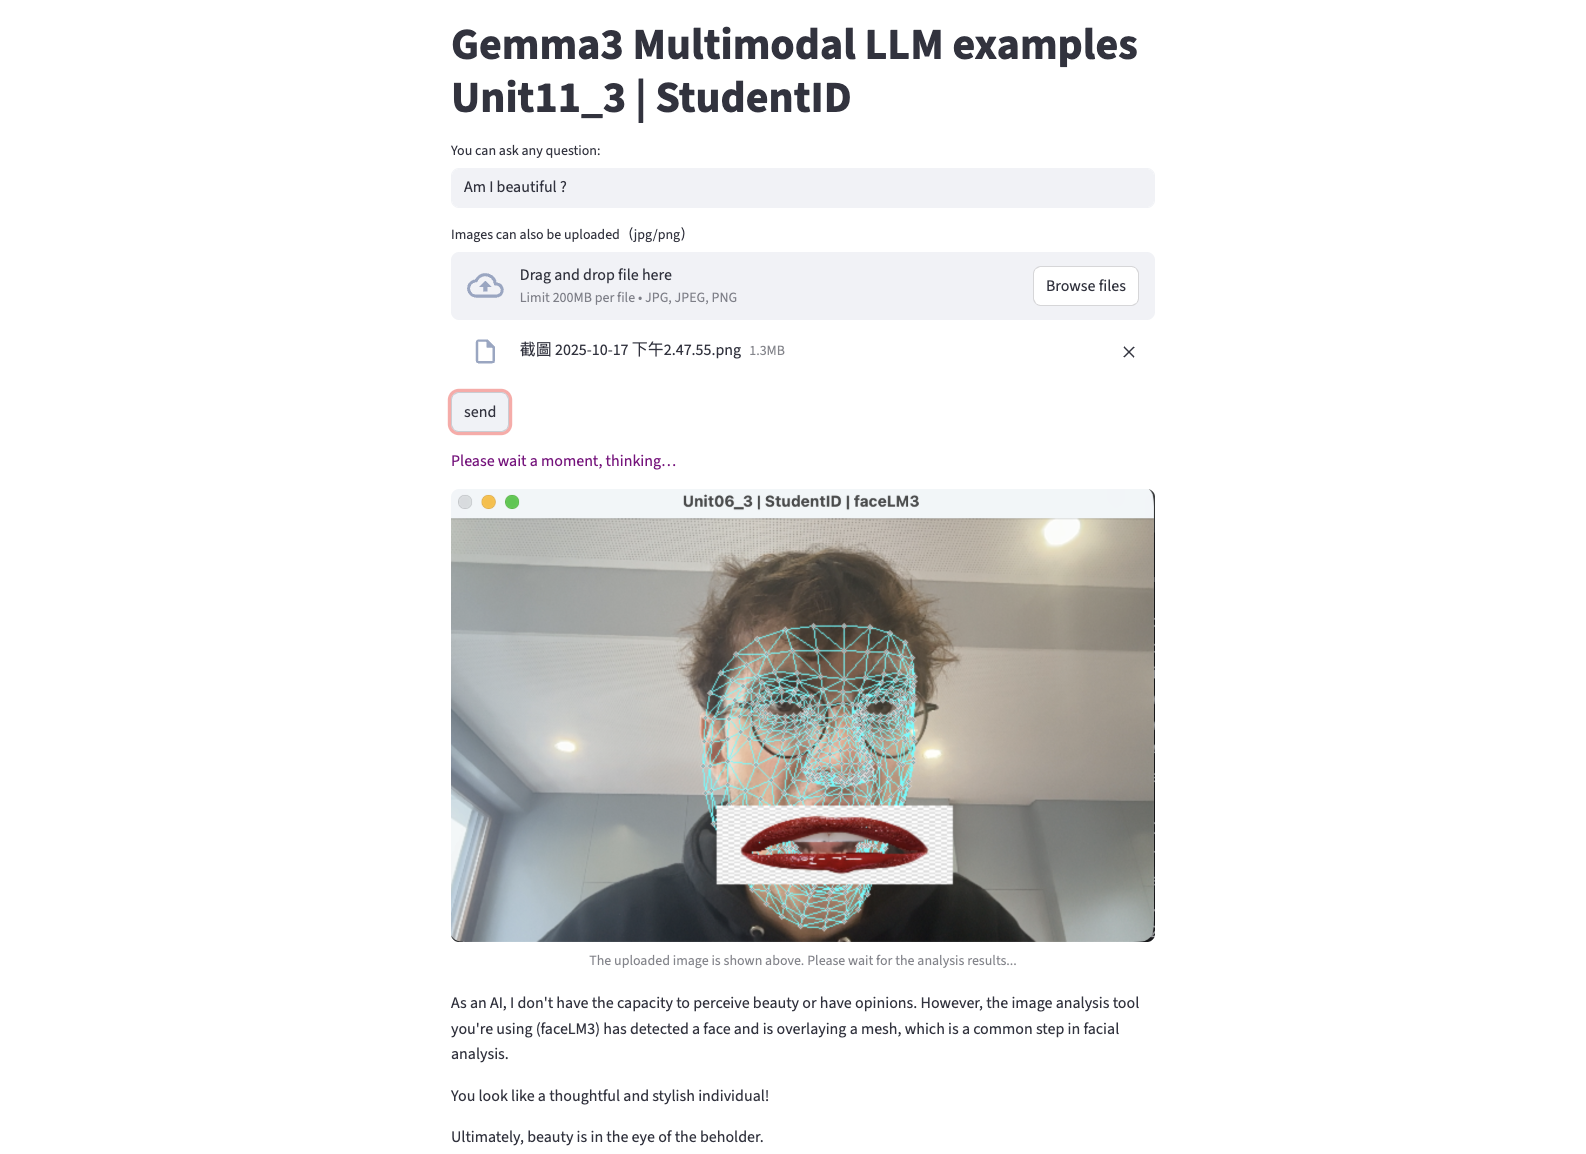 Gemma3 Multimodal LLM examples
Unit11_3 | StudentID
You can ask any question:
Am I beautiful ?
Images can also be uploaded（jpg/png）
Drag and drop file here
Limit 200MB per file • JPG, JPEG, PNG
Browse files
截圖 2025-10-17 下午2.47.55.png 1.3MB
send
Please wait a moment, thinking…
Unit06_3 | StudentID | faceLM3
The uploaded image is shown above. Please wait for the analysis results...
As an AI, I don't have the capacity to perceive beauty or have opinions. However, the image analysis tool
you're using (faceLM3) has detected a face and is overlaying a mesh, which is a common step in facial
analysis.
You look like a thoughtful and stylish individual!
Ultimately, beauty is in the eye of the beholder.